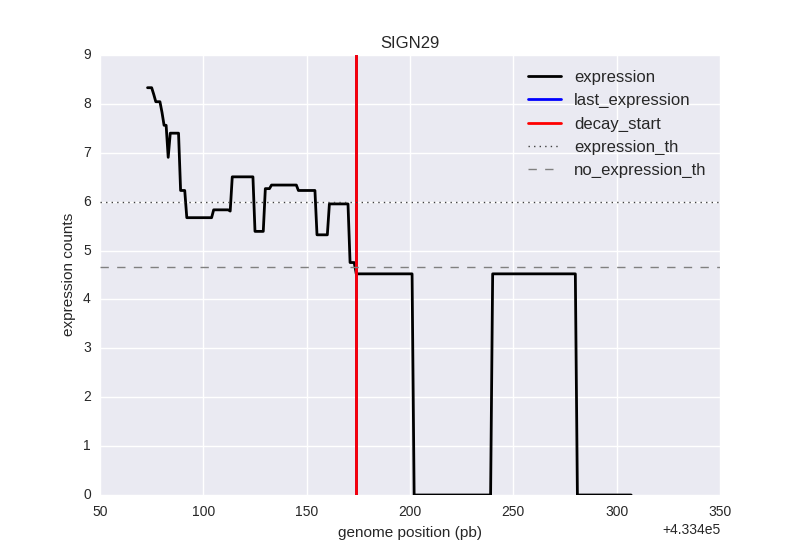 SIGN29
9
8
7
6
5
4
3
2
1
0
expression counts
expression
last_expression
decay_start
expression_th
no_expression_th
50 100 150 200 250 300 350
genome position (pb)
+4.334e5